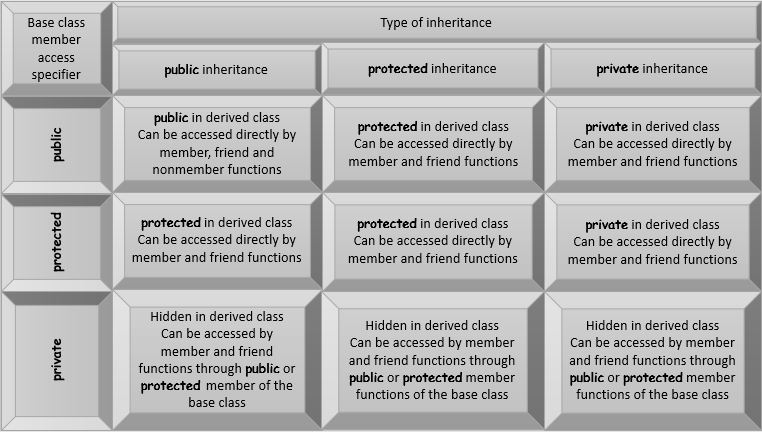 Base class
member
access
specifier
Type of inheritance
public inheritance
protected inheritance
private inheritance
public
public in derived class
Can be accessed directly by
member, friend and
nonmember functions
protected in derived class
Can be accessed directly by
member and friend functions
private in derived class
Can be accessed directly by
member and friend functions
protected
protected in derived class
Can be accessed directly by
member and friend functions
protected in derived class
Can be accessed directly by
member and friend functions
private in derived class
Can be accessed directly by
member and friend functions
private
Hidden in derived class
Can be accessed by
member and friend
functions through public or
protected member of the
base class
Hidden in derived class
Can be accessed by member
and friend functions through
public or protected member
functions of the base class
Hidden in derived class
Can be accessed by member
and friend functions through
public or protected member
functions of the base class